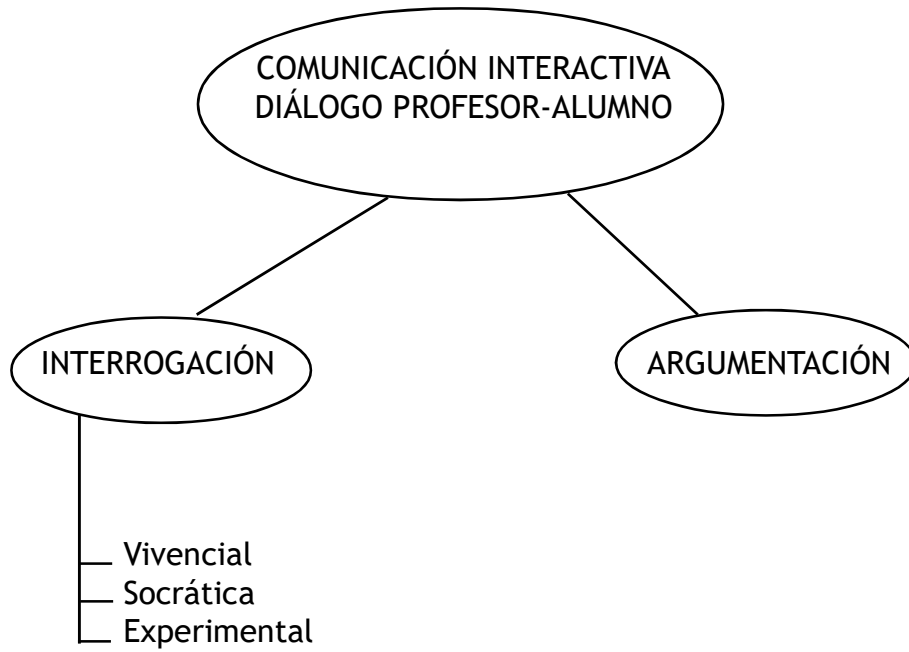 COMUNICACIÓN INTERACTIVA
DIÁLOGO PROFESOR-ALUMNO
INTERROGACIÓN
ARGUMENTACIÓN
Vivencial
Socrática
Experimental